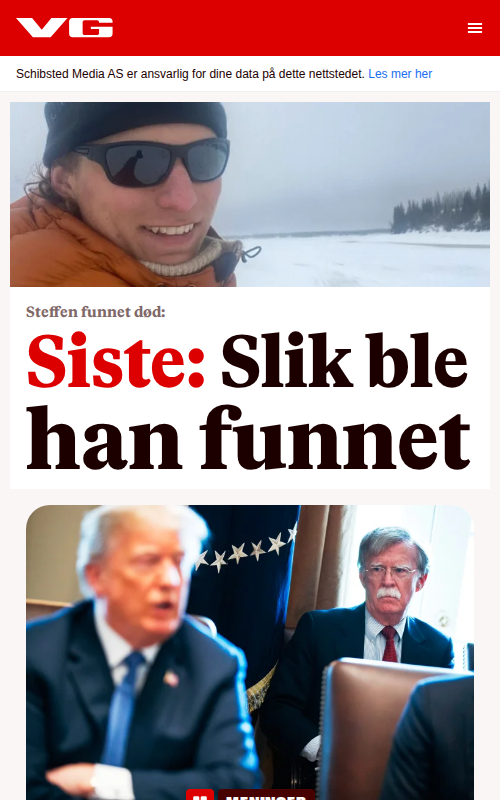 VG
Schibsted Media AS er ansvarlig for dine data på dette nettstedet. Les mer her
Steffen funnet død:
Siste: Slik ble
han funnet
MENINGER